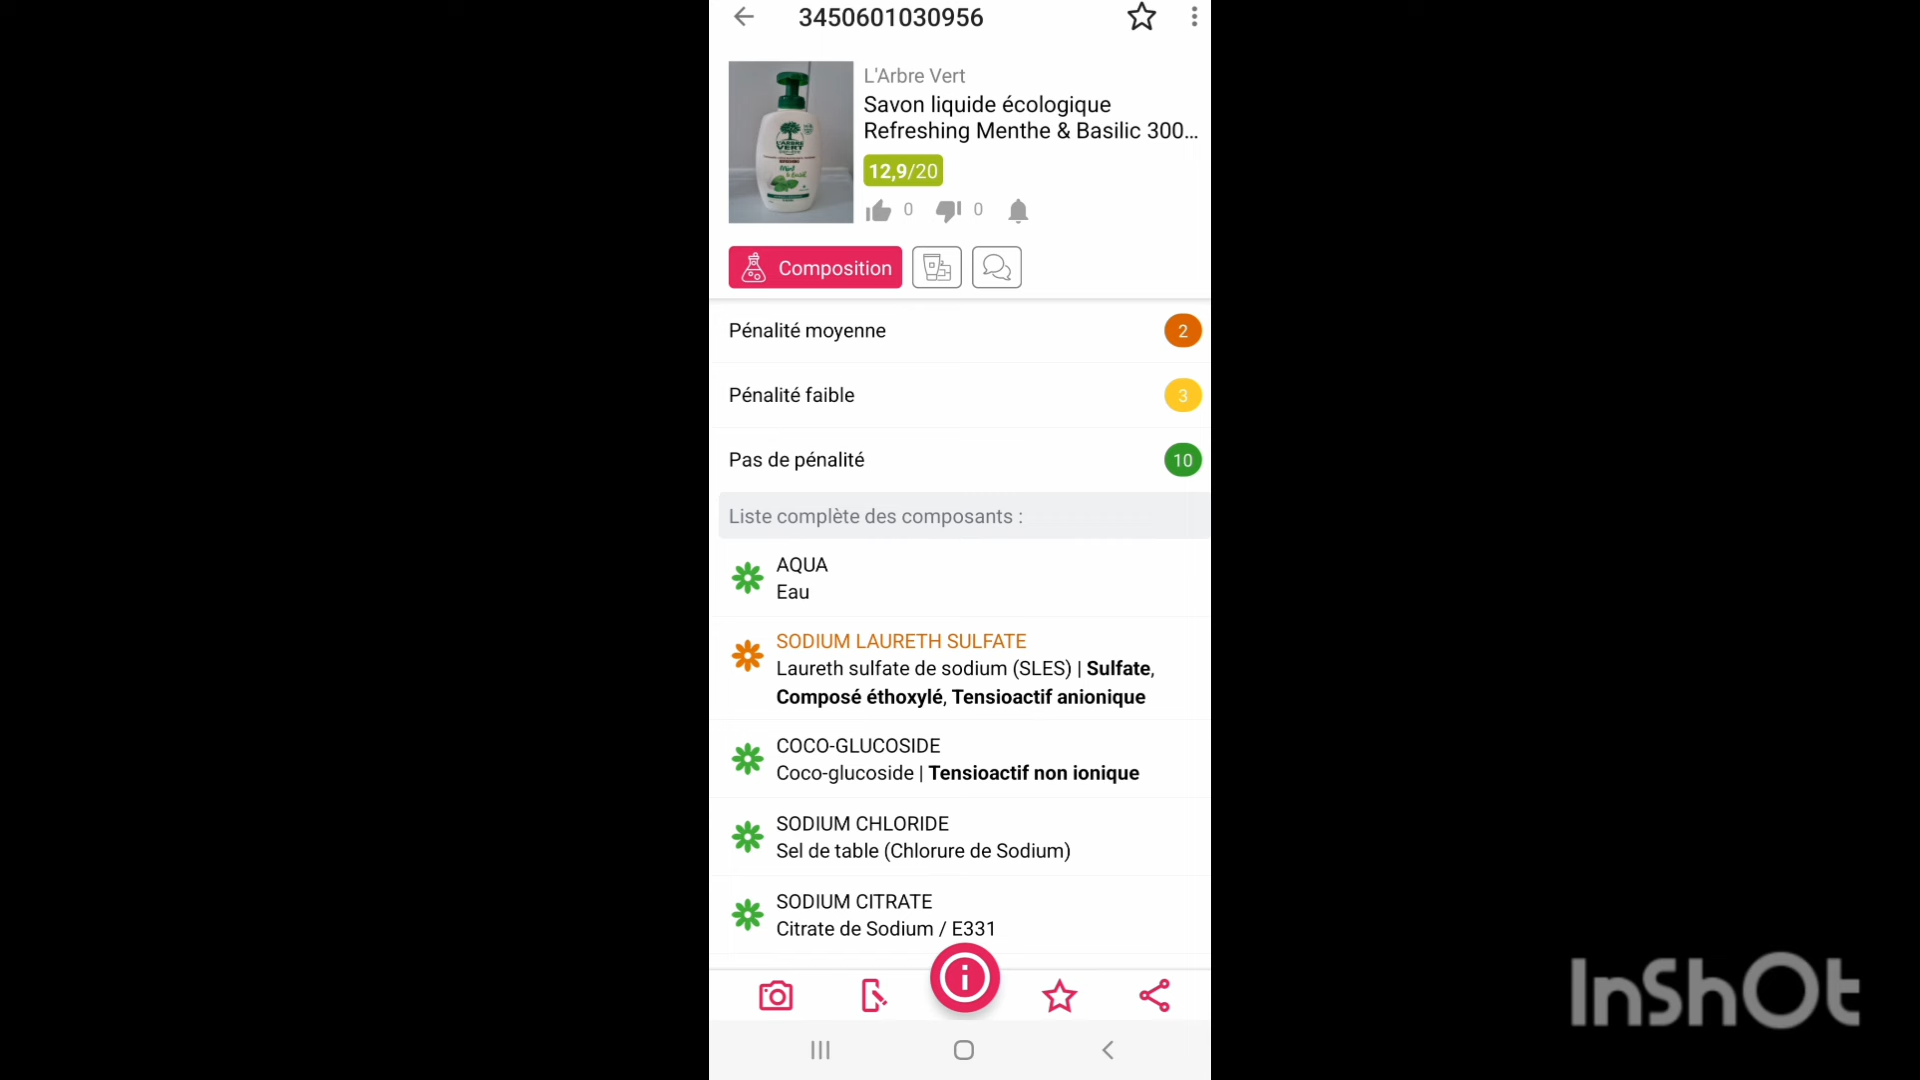 3450601030956
L'Arbre Vert
Savon liquide écologique
Refreshing Menthe & Basilic 300...
12,9/20
0
0
Composition
Pénalité moyenne
2
Pénalité faible
3
Pas de pénalité
10
Liste complète des composants :
AQUA
Eau
SODIUM LAURETH SULFATE
Laureth sulfate de sodium (SLES) | Sulfate,
Composé éthoxylé, Tensioactif anionique
COCO-GLUCOSIDE
Coco-glucoside | Tensioactif non ionique
SODIUM CHLORIDE
Sel de table (Chlorure de Sodium)
SODIUM CITRATE
Citrate de Sodium / E331
InShOt
L'ARBRE
VERT